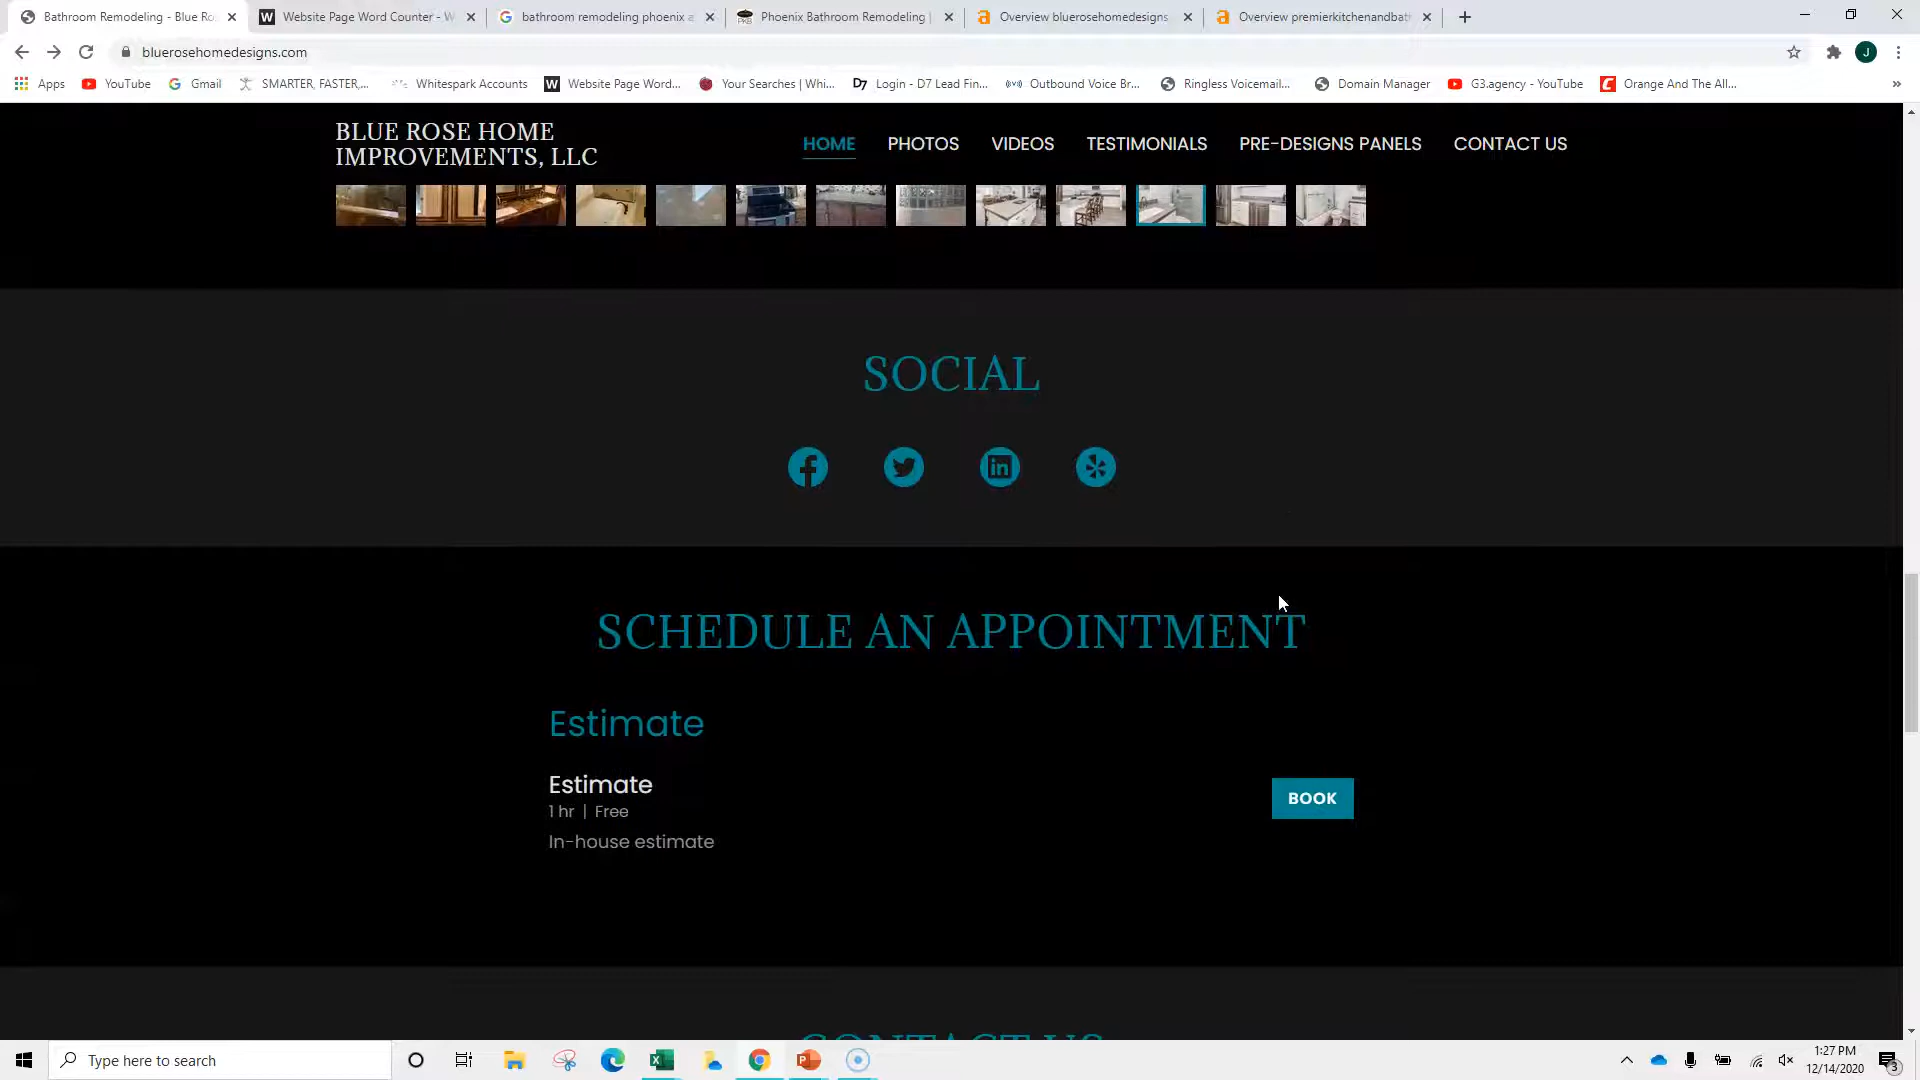 Bathroom Remodeling - Blue Ro
Website Page Word Counter - W
bathroom remodeling phoenix a
Phoenix Bathroom Remodeling |
Overview bluerosehomedesigns
Overview premierkitchenandbat
bluerosehomedesigns.com
J
Apps
YouTube
Gmail
SMARTER, FASTER,...
Whitespark Accounts
Website Page Word...
Your Searches | Whi...
Login - D7 Lead Fin...
Outbound Voice Br...
Ringless Voicemail...
Domain Manager
G3.agency - YouTube
Orange And The All...
BLUE ROSE HOME
IMPROVEMENTS, LLC
HOME
PHOTOS
VIDEOS
TESTIMONIALS
PRE-DESIGNS PANELS
CONTACT US
SOCIAL
SCHEDULE AN APPOINTMENT
Estimate
Estimate
1 hr | Free
In-house estimate
BOOK
CONTACT US
Type here to search
1:27 PM
12/14/2020
3